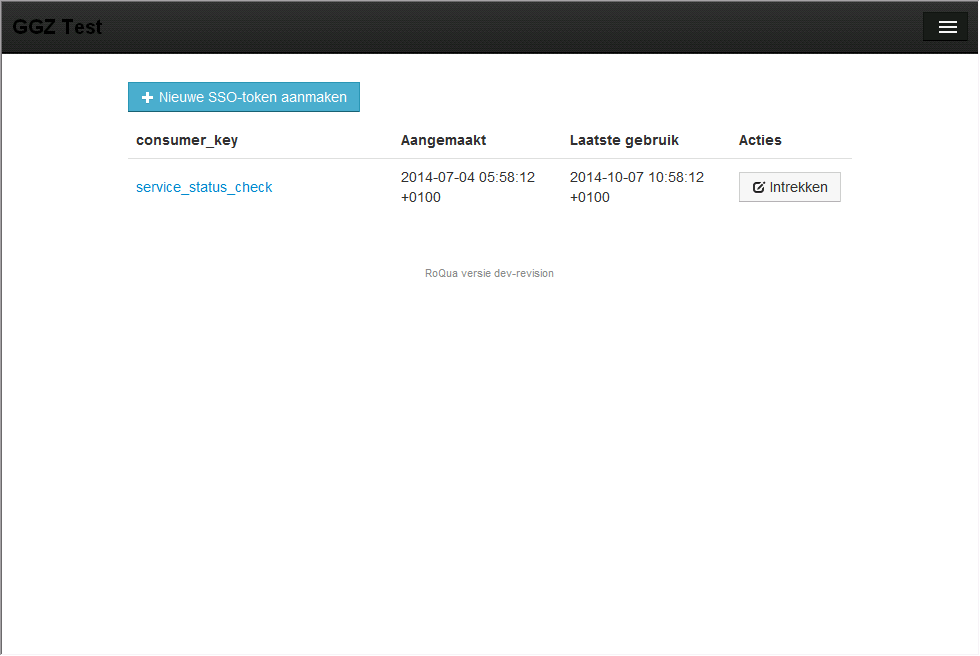 GGZ Test
Nieuwe SSO-token aanmaken
consumer_key Aangemaakt Laatste gebruik Acties
service_status_check 2014-07-04 05:58:12 +0100 2014-10-07 10:58:12 +0100 Intrekken
RoQua versie dev-revision